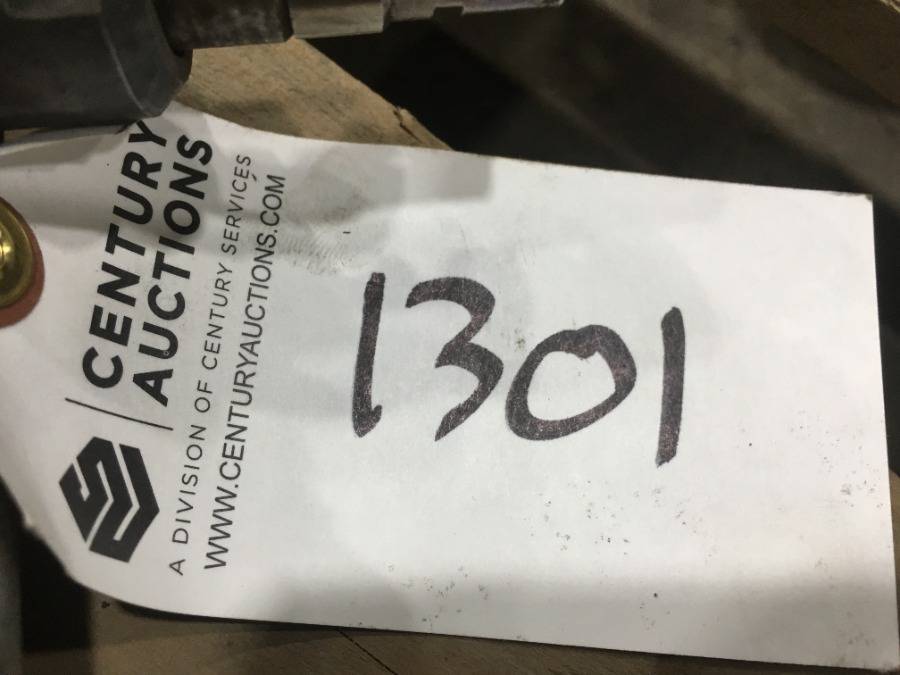 CENTURY
AUCTIONS
A DIVISION OF CENTURY SERVICES
WWW.CENTURYAUCTIONS.COM
1301